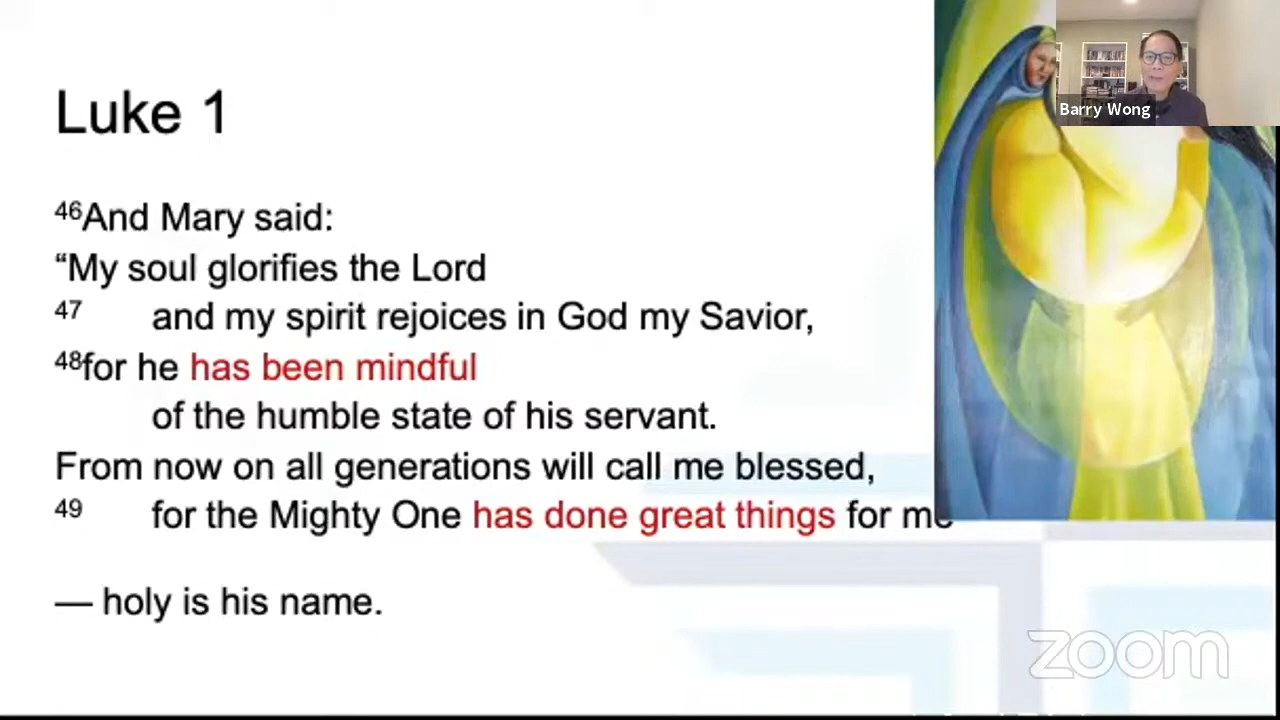 Luke 1
46And Mary said:
“My soul glorifies the Lord
47 and my spirit rejoices in God my Savior,
48for he has been mindful
of the humble state of his servant.
From now on all generations will call me blessed,
49 for the Mighty One has done great things for me
— holy is his name.
Barry Wong
zoom